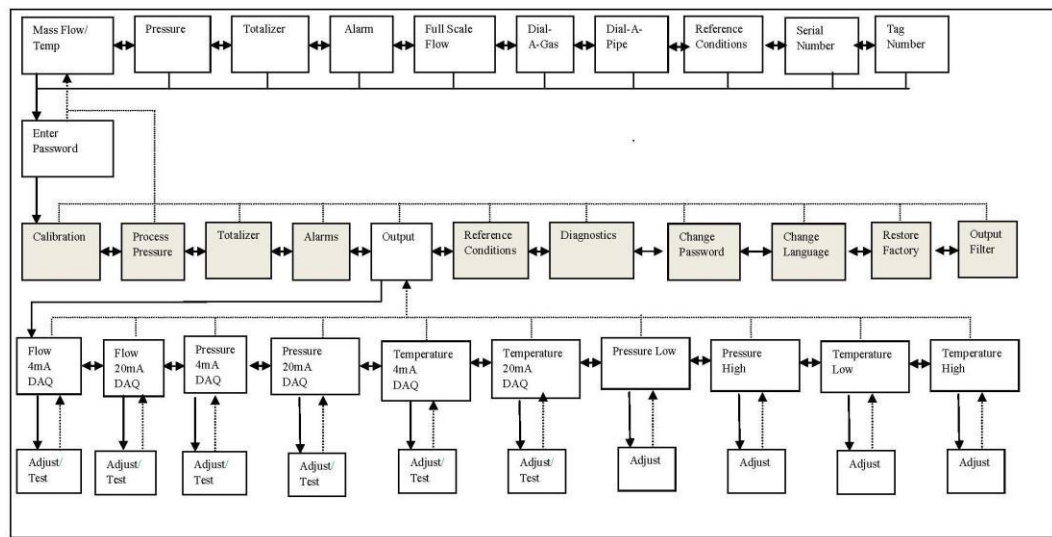 Mass Flow/
Temp
Pressure
Totalizer
Alarm
Full Scale
Flow
Dial-
A-Gas
Dial-A-
Pipe
Reference
Conditions
Serial
Number
Tag
Number
Enter
Password
Calibration
Process
Pressure
Totalizer
Alarms
Output
Reference
Conditions
Diagnostics
Change
Password
Change
Language
Restore
Factory
Output
Filter
Flow
4mA
DAQ
Flow
20mA
DAQ
Pressure
4mA
DAQ
Pressure
20mA
DAQ
Temperature
4mA
DAQ
Temperature
20mA
DAQ
Pressure Low
Pressure
High
Temperature
Low
Temperature
High
Adjust/
Test
Adjust/
Test
Adjust/
Test
Adjust/
Test
Adjust/
Test
Adjust/
Test
Adjust
Adjust
Adjust
Adjust